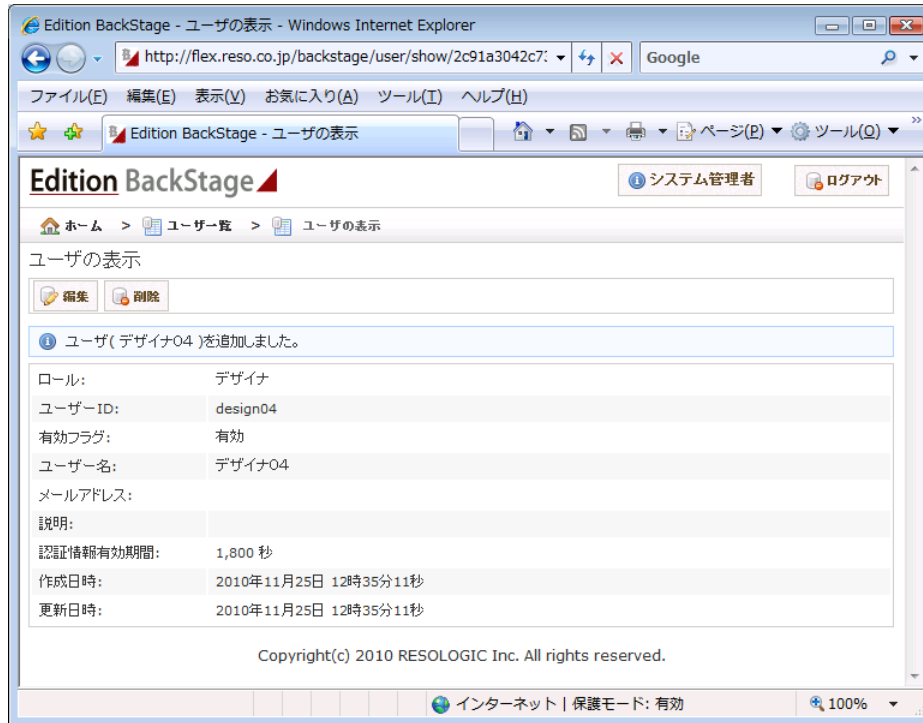 Edition BackStage - ユーザの表示 - Windows Internet Explorer
http://flex.reso.co.jp/backstage/user/show/2c91a3042c7: Google
ファイル(F) 編集(E) 表示(V) お気に入り(A) ツール(T) ヘルプ(H)
Edition BackStage - ユーザの表示 ページ(P) ツール(O) »
Edition BackStage システム管理者 ログアウト
ホーム > ユーザー覧 > ユーザの表示
ユーザの表示
編集 削除
ユーザ( デザイナ04 )を追加しました。
ロール: デザイナ
ユーザーID: design04
有効フラグ: 有効
ユーザー名: デザイナ04
メールアドレス:
説明:
認証情報有効期間: 1,800 秒
作成日時: 2010年11月25日 12時35分11秒
更新日時: 2010年11月25日 12時35分11秒
Copyright(c) 2010 RESOLOGIC Inc. All rights reserved.
インターネット | 保護モード: 有効 100%